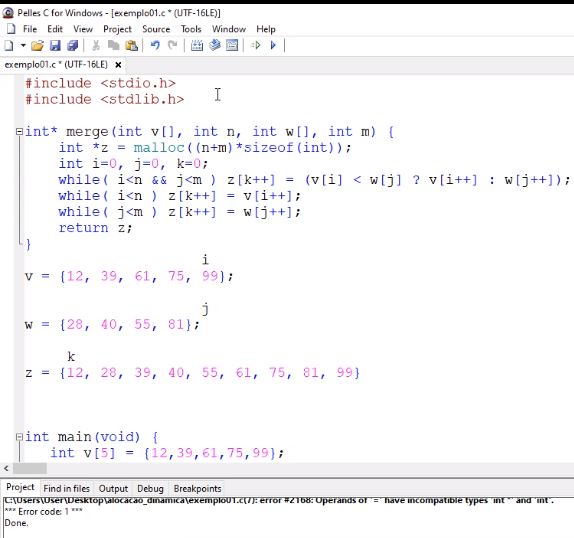 Pelles C for Windows - [exemplo01.c * (UTF-16LE)]
File Edit View Project Source Tools Window Help
exemplo01.c * (UTF-16LE) ×
#include <stdio.h>
#include <stdlib.h>
int* merge(int v[], int n, int w[], int m) {
int *z = malloc((n+m)*sizeof(int));
int i=0, j=0, k=0;
while( i<n && j<m ) z[k++] = (v[i] < w[j] ? v[i++] : w[j++]);
while( i<n ) z[k++] = v[i++];
while( j<m ) z[k++] = w[j++];
return z;
}
i
v = {12, 39, 61, 75, 99};
j
w = {28, 40, 55, 81};
k
z = {12, 28, 39, 40, 55, 61, 75, 81, 99}
int main(void) {
int v[5] = {12,39,61,75,99};
Project Find in files Output Debug Breakpoints
C:\Users\User\Desktop\alocacao_dinamica\exemplo01.c(7): error #2168: Operands of '=' have incompatible types 'int *' and 'int'.
*** Error code: 1 ***
Done.